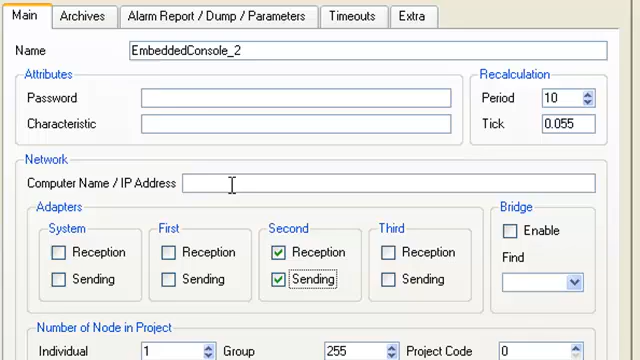 Main Archives Alarm Report / Dump / Parameters Timeouts Extra
Name EmbeddedConsole_2
Attributes Recalculation
Password Period 10
Characteristic Tick 0.055
Network
Computer Name / IP Address
Adapters Bridge
System First Second Third
Enable
Reception Reception Reception Reception
Find
Sending Sending Sending Sending
Number of Node in Project
Individual 1 Group 255 Project Code 0